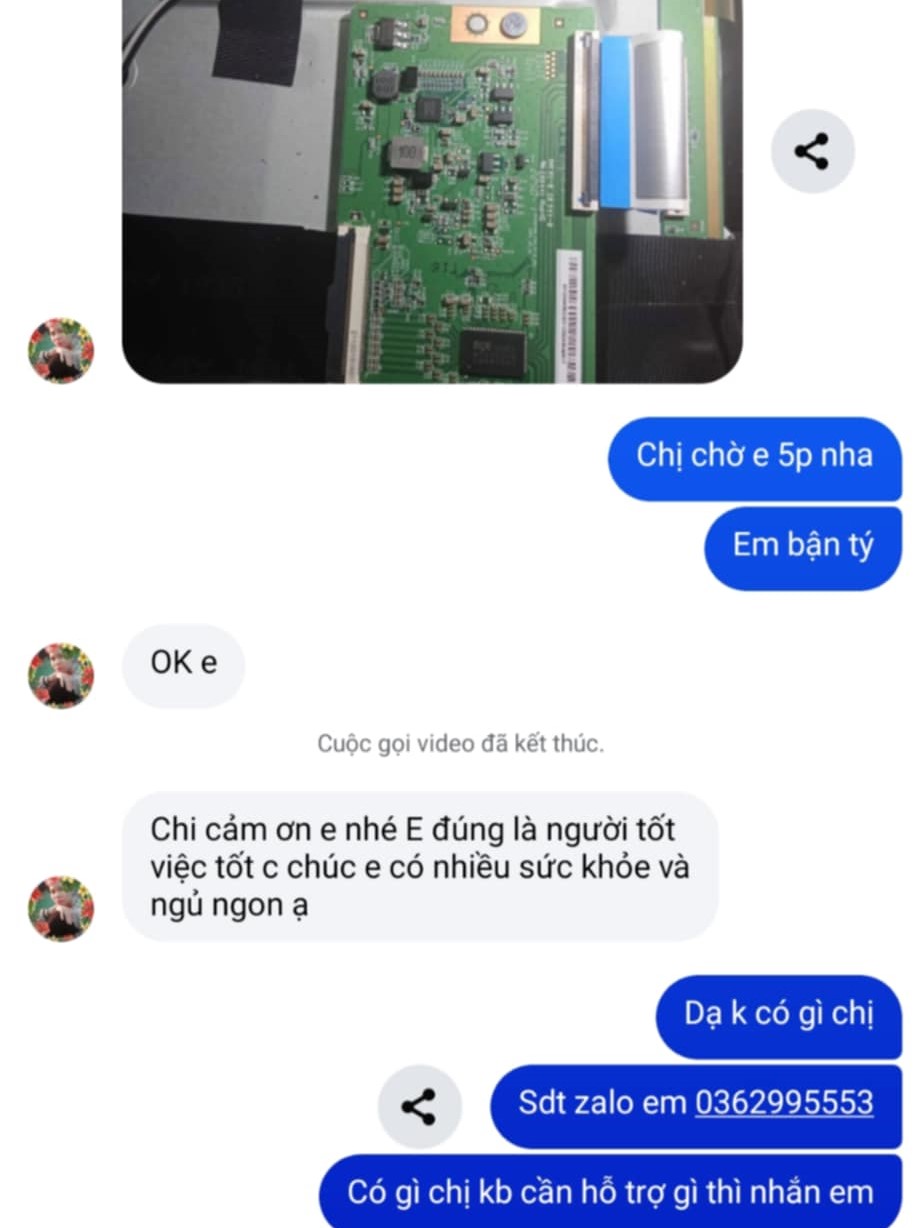 100
Chị chờ e 5p nha
Em bận tý
OK e
Cuộc gọi video đã kết thúc.
Chi cảm ơn e nhé E đúng là người tốt
việc tốt c chúc e có nhiều sức khỏe và
ngủ ngon ạ
Dạ k có gì chị
Sdt zalo em 0362995553
Có gì chị kb cần hỗ trợ gì thì nhắn em